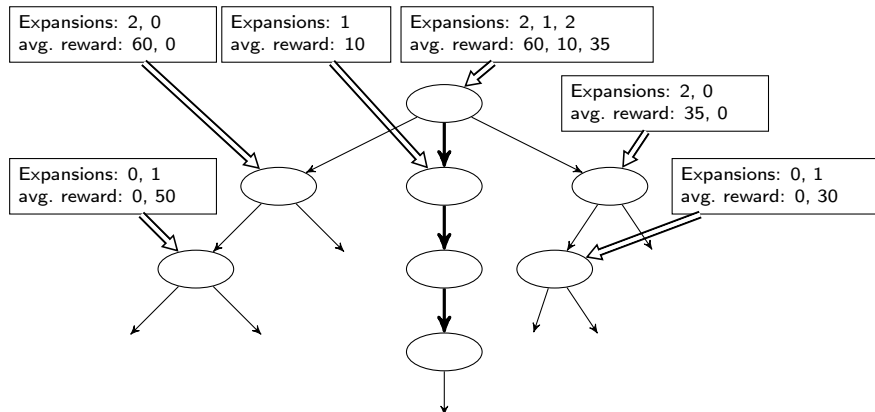 Expansions: 2, 0
avg. reward: 60, 0
Expansions: 1
avg. reward: 10
Expansions: 2, 1, 2
avg. reward: 60, 10, 35
Expansions: 2, 0
avg. reward: 35, 0
Expansions: 0, 1
avg. reward: 0, 50
Expansions: 0, 1
avg. reward: 0, 30